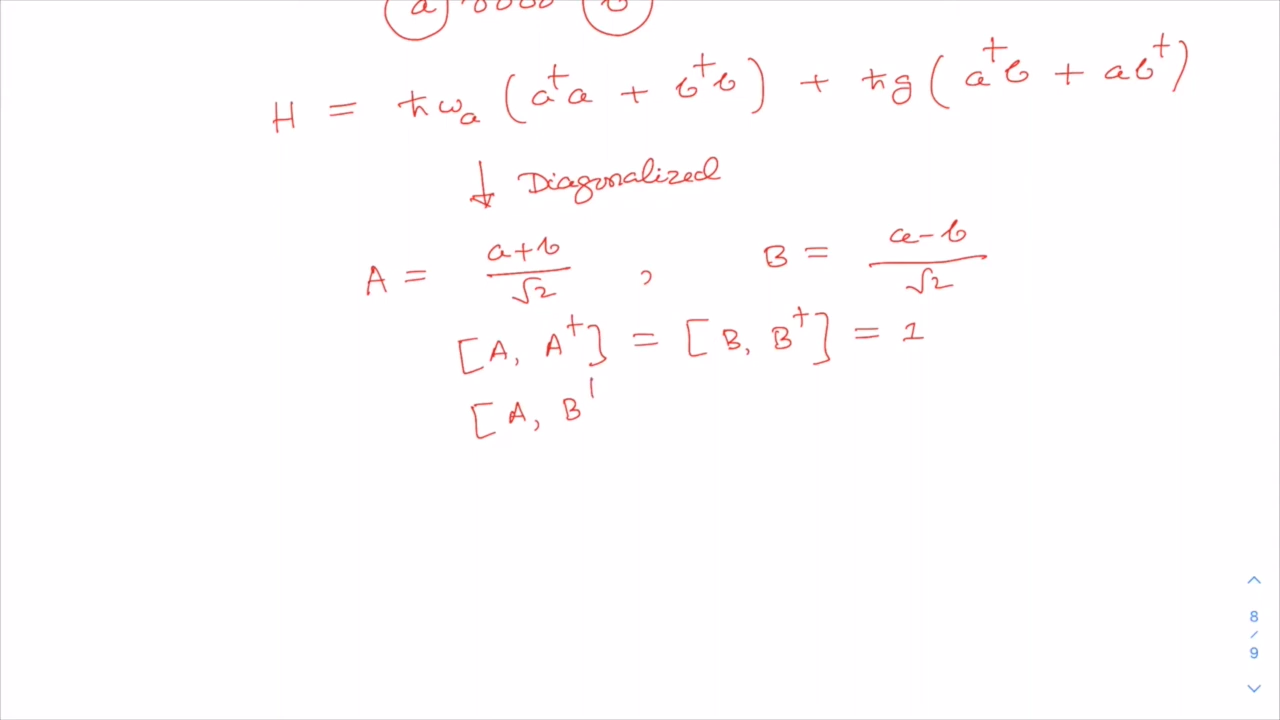 a b
H = ħω_a (a†a + b†b) + ħg (a†b + ab†)
↓ Diagonalized
A = (a+b)/√2 , B = (a-b)/√2
[A, A†] = [B, B†] = 1
[A, B'
8
/
9